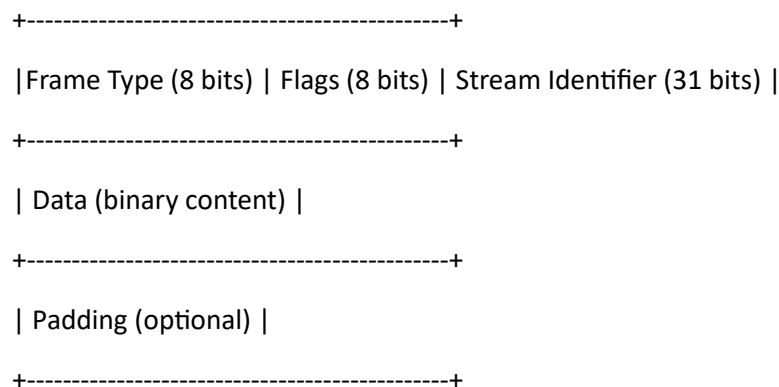 +-----------------------------------------------+
|Frame Type (8 bits) | Flags (8 bits) | Stream Identifier (31 bits) |
+-----------------------------------------------+
| Data (binary content) |
+-----------------------------------------------+
| Padding (optional) |
+-----------------------------------------------+